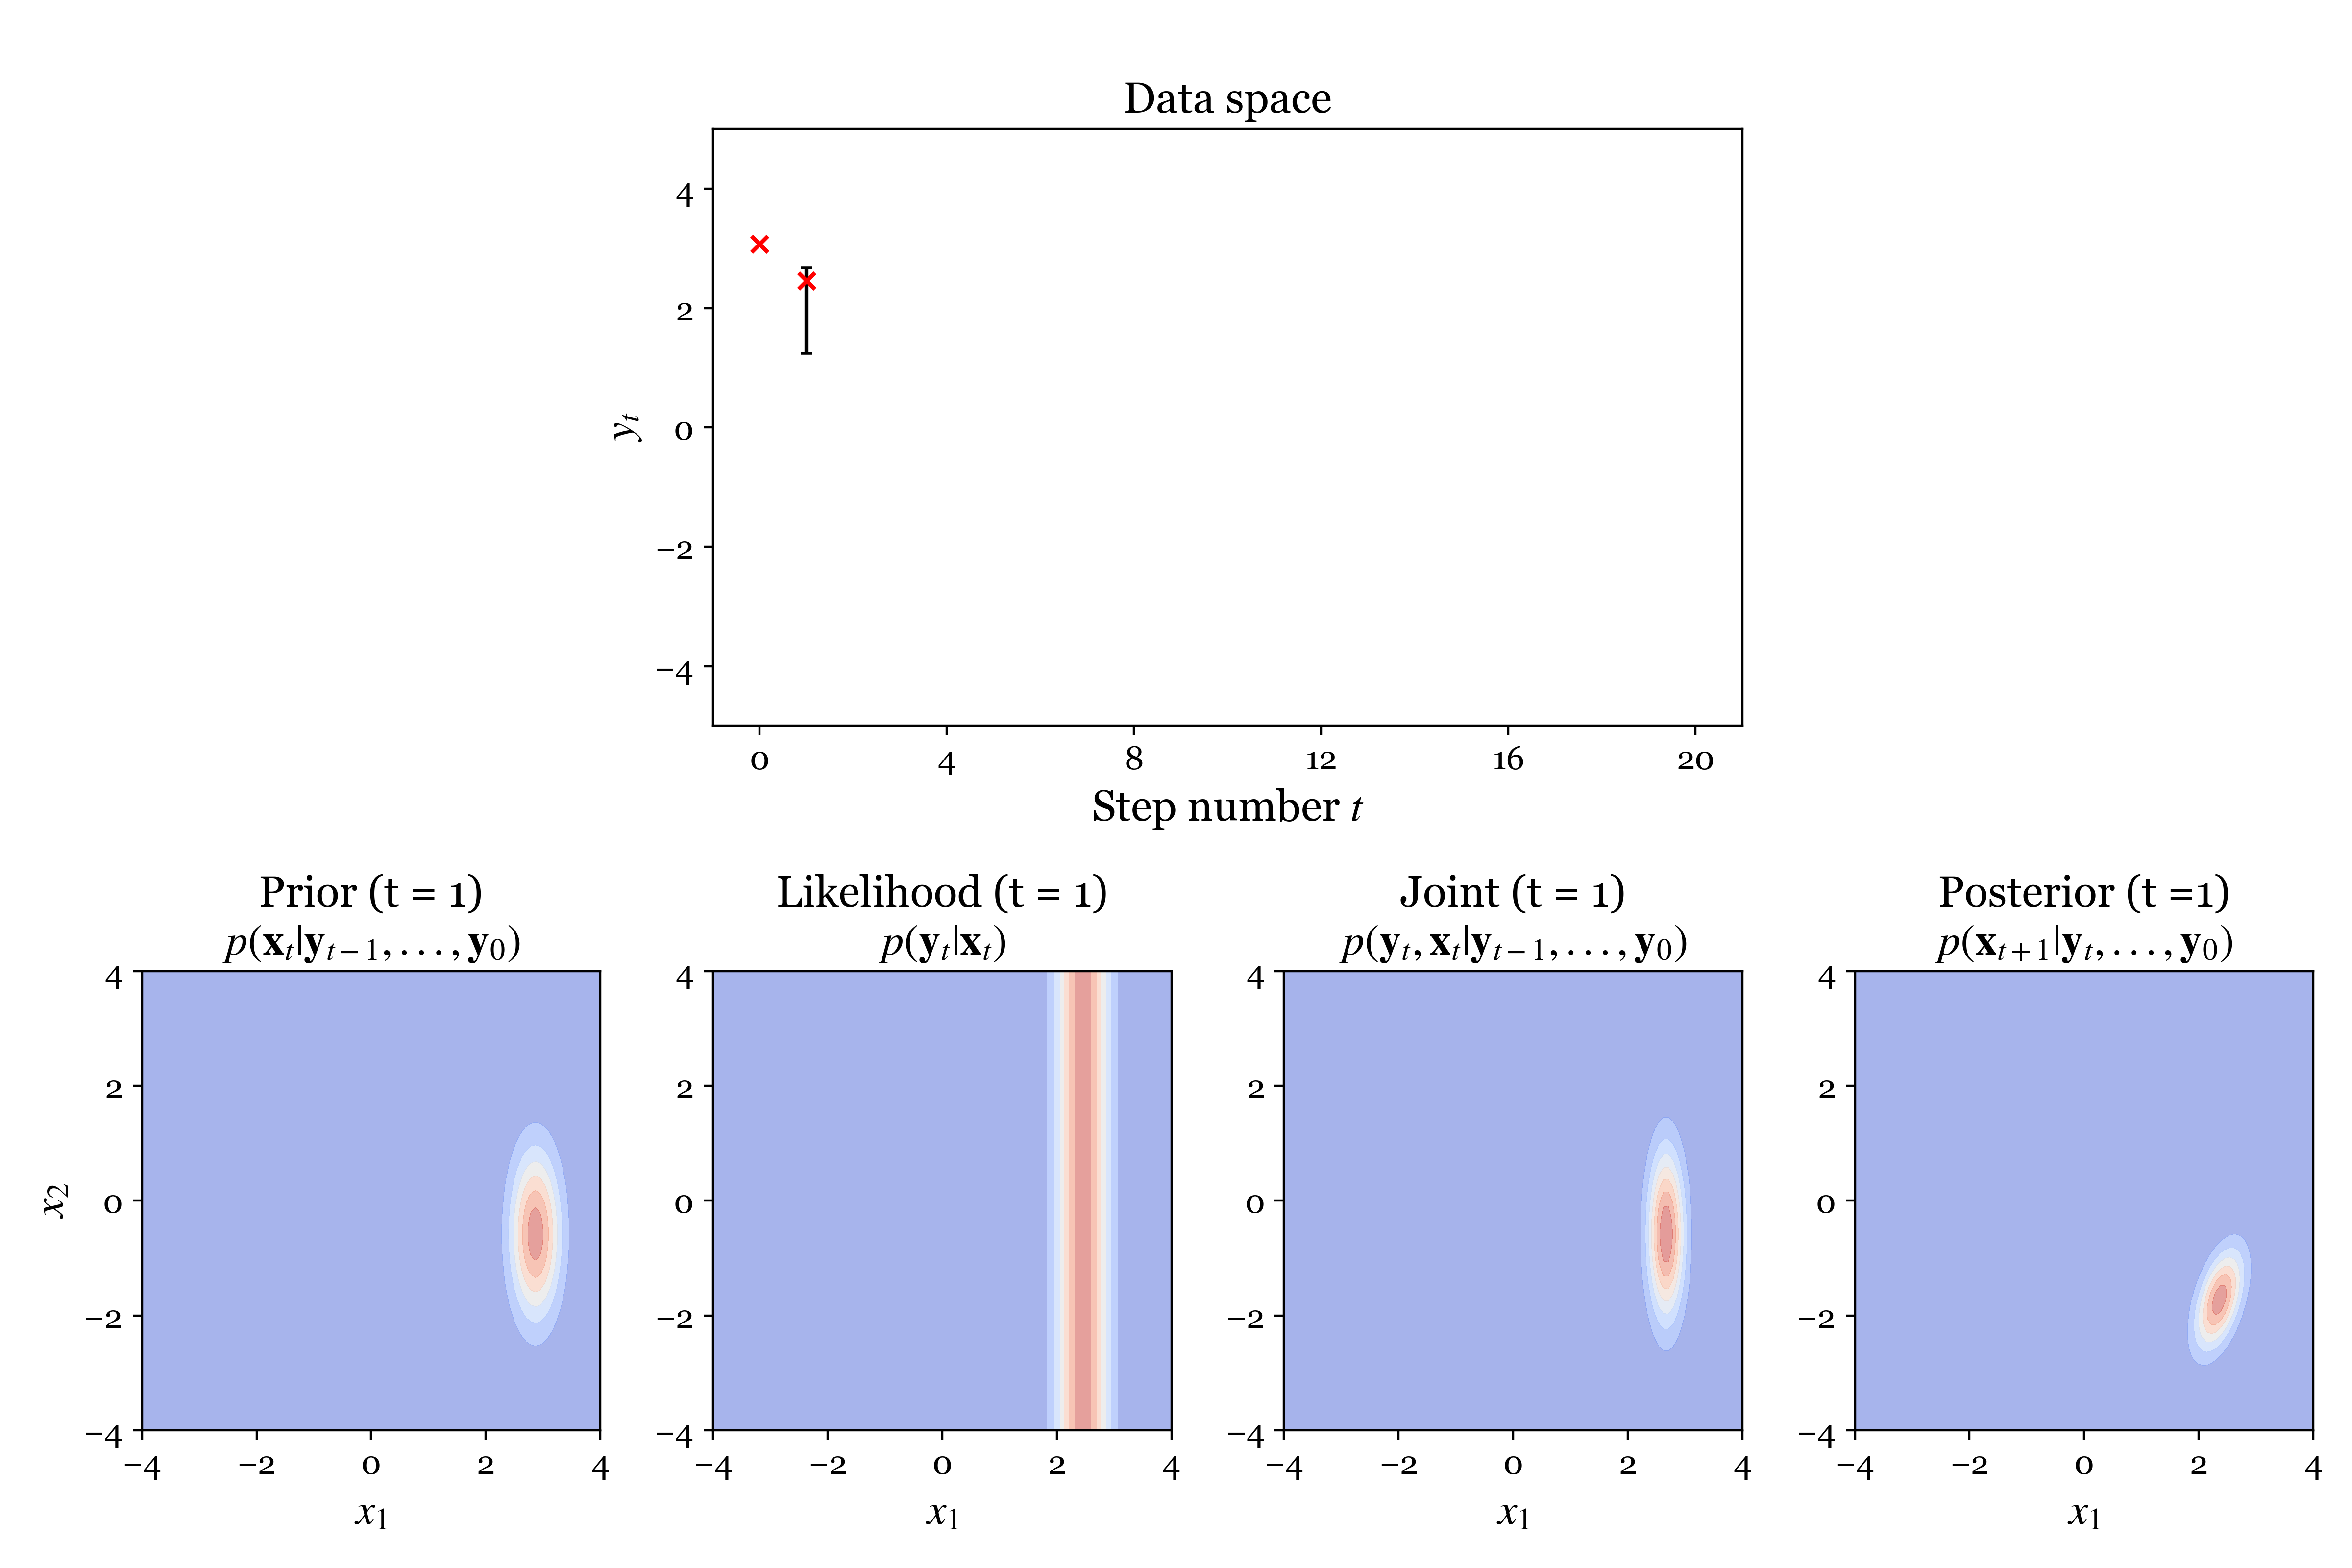 Data space
4
2
0
−2
−4
y_t
0 4 8 12 16 20
Step number t
Prior (t = 1)
p(𝐱_t|𝐲_{t−1}, . . . , 𝐲_0)
4
2
0
−2
−4
x_2
−4 −2 0 2 4
x_1
Likelihood (t = 1)
p(𝐲_t|𝐱_t)
4
2
0
−2
−4
−4 −2 0 2 4
x_1
Joint (t = 1)
p(𝐲_t, 𝐱_t|𝐲_{t−1}, . . . , 𝐲_0)
4
2
0
−2
−4
−4 −2 0 2 4
x_1
Posterior (t =1)
p(𝐱_{t+1}|𝐲_t, . . . , 𝐲_0)
4
2
0
−2
−4
−4 −2 0 2 4
x_1